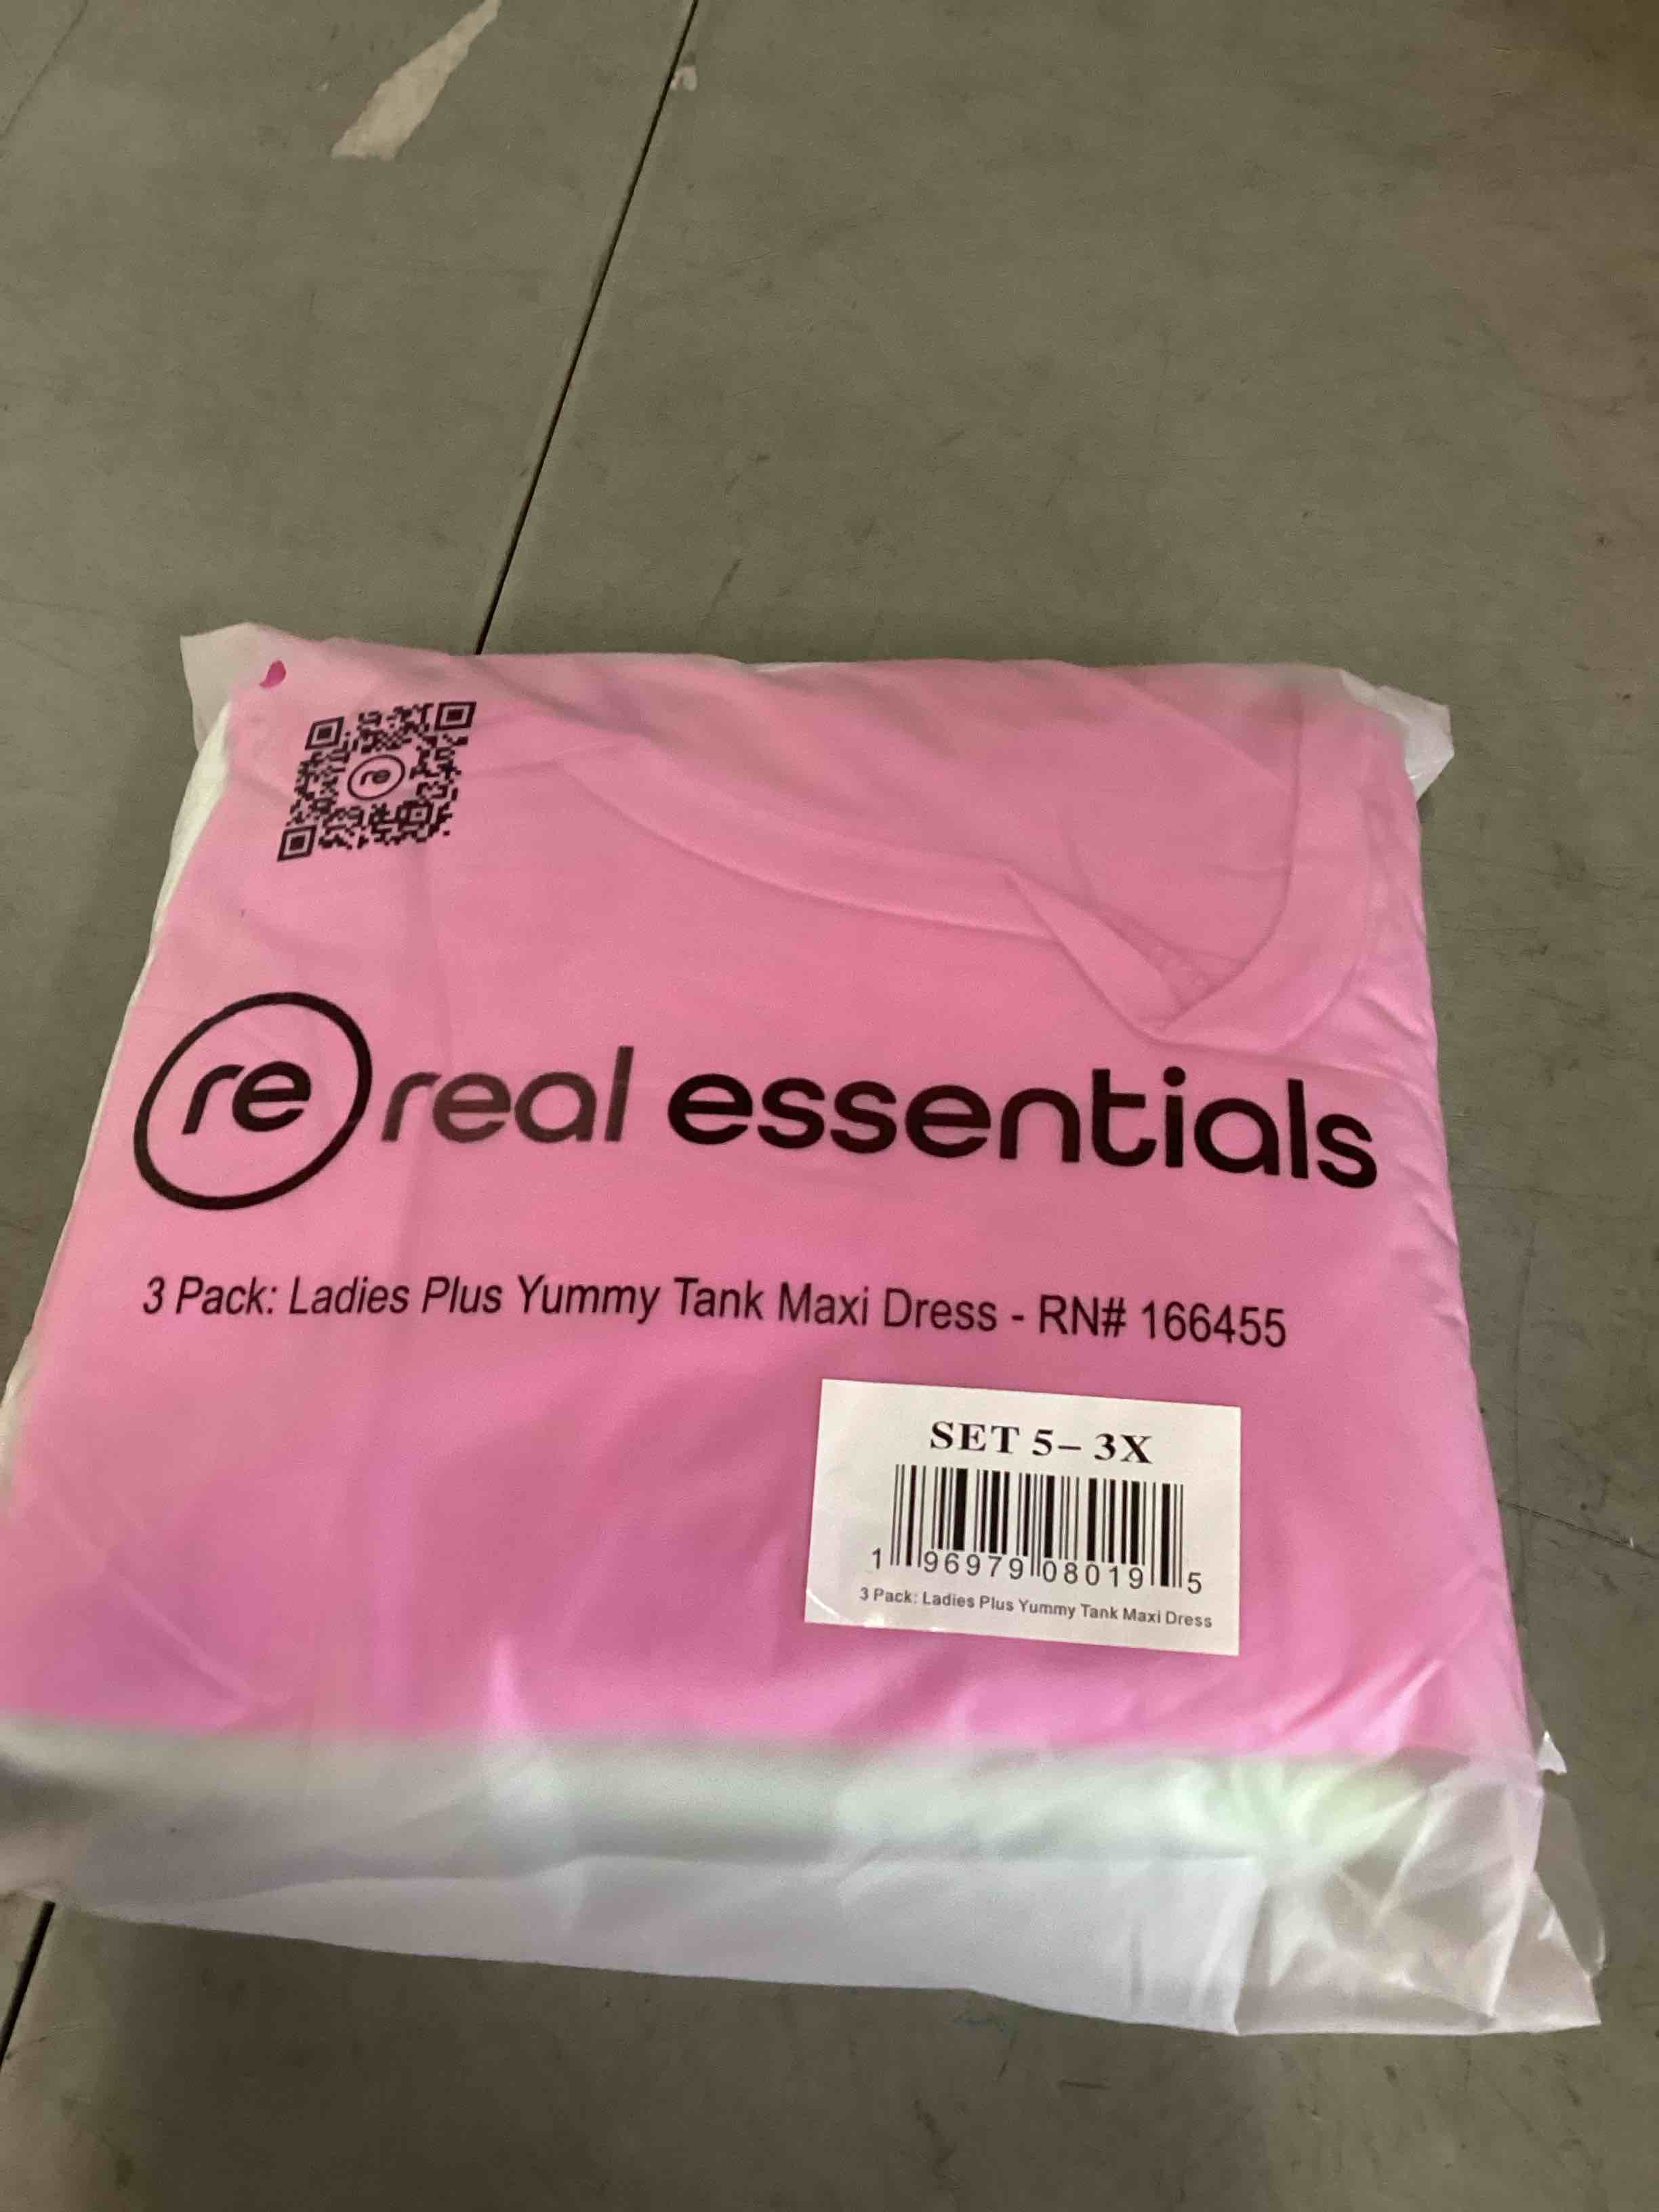 re
re real essentials
3 Pack: Ladies Plus Yummy Tank Maxi Dress - RN# 166455
SET 5– 3X
1 96979 08019 5
3 Pack: Ladies Plus Yummy Tank Maxi Dress